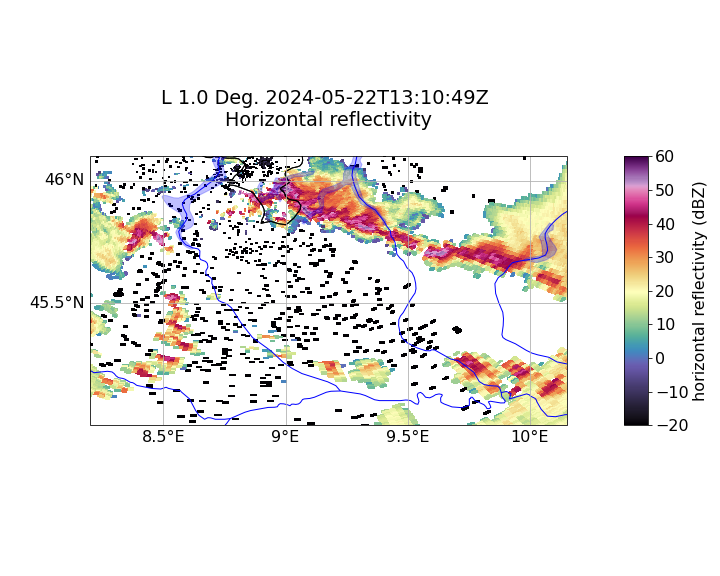 L 1.0 Deg. 2024-05-22T13:10:49Z
Horizontal reflectivity
46°N
45.5°N
8.5°E
9°E
9.5°E
10°E
60
50
40
30
20
10
0
−10
−20
horizontal reflectivity (dBZ)